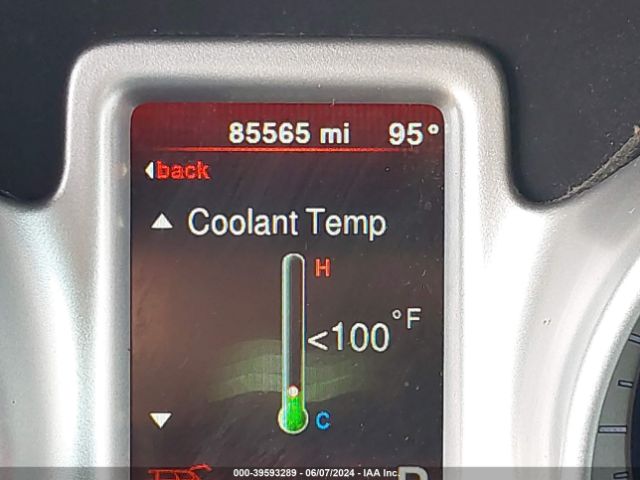 85565 mi 95°
back
Coolant Temp
H
<100 °F
C
000-39593289 - 06/07/2024 - IAA Inc.